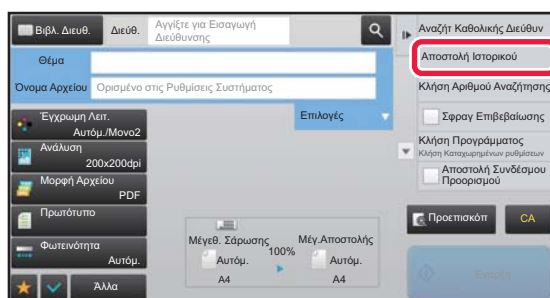 Βιβλ. Διευθ.
Διεύθ.
Αγγίξτε για Εισαγωγή
Διεύθυνσης
Θέμα
Όνομα Αρχείου
Ορισμένο στις Ρυθμίσεις Συστήματος
Επιλογές
Έγχρωμη Λειτ.
Αυτόμ./Μονο2
Ανάλυση
200x200dpi
Μορφή Αρχείου
PDF
Πρωτότυπο
Φωτεινότητα
Αυτόμ.
Άλλα
Μέγεθ. Σάρωσης
100%
Μέγ.Αποστολής
Αυτόμ.
Αυτόμ.
A4
A4
Αναζήτ Καθολικής Διεύθυν
Αποστολή Ιστορικού
Κλήση Αριθμού Αναζήτησης
Σφραγ Επιβεβαίωσης
Κλήση Προγράμματος
Κλήση Καταχωρημένων ρυθμίσεων
Αποστολή Συνδέσμου
Προορισμού
Προεπισκόπ
CA
Έναρξη